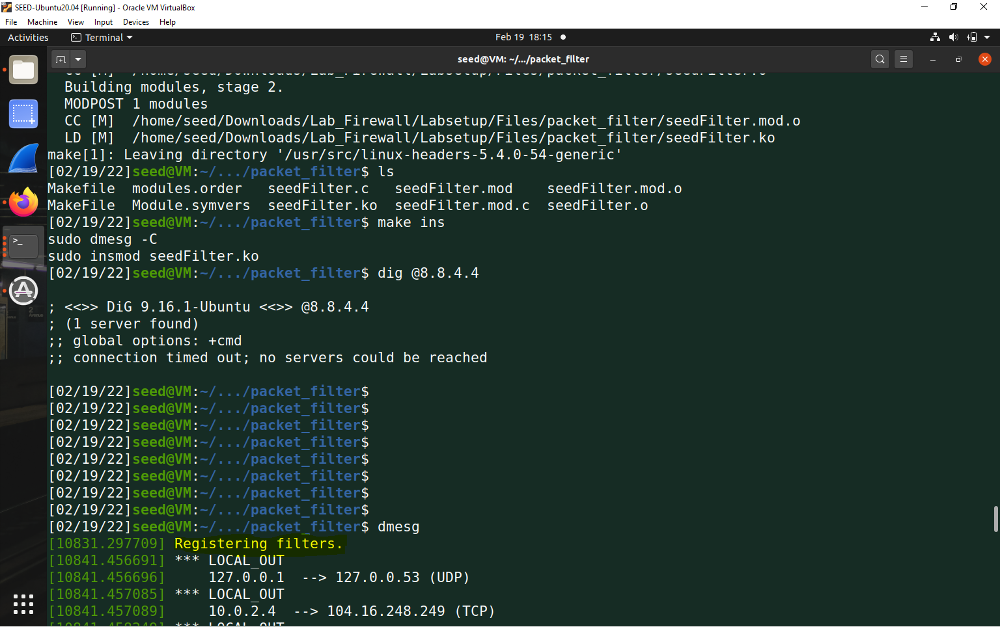 SEED-Ubuntu20.04 [Running] - Oracle VM VirtualBox
File Machine View Input Devices Help
Activities Terminal Feb 19 18:15
seed@VM: ~/.../packet_filter
CC [M] /home/seed/Downloads/Lab_Firewall/Labsetup/Files/packet_filter/seedFilter.o
Building modules, stage 2.
MODPOST 1 modules
CC [M] /home/seed/Downloads/Lab_Firewall/Labsetup/Files/packet_filter/seedFilter.mod.o
LD [M] /home/seed/Downloads/Lab_Firewall/Labsetup/Files/packet_filter/seedFilter.ko
make[1]: Leaving directory '/usr/src/linux-headers-5.4.0-54-generic'
[02/19/22]seed@VM:~/.../packet_filter$ ls
Makefile modules.order seedFilter.c seedFilter.mod seedFilter.mod.o
MakeFile Module.symvers seedFilter.ko seedFilter.mod.c seedFilter.o
[02/19/22]seed@VM:~/.../packet_filter$ make ins
sudo dmesg -C
sudo insmod seedFilter.ko
[02/19/22]seed@VM:~/.../packet_filter$ dig @8.8.4.4
; <<>> DiG 9.16.1-Ubuntu <<>> @8.8.4.4
; (1 server found)
;; global options: +cmd
;; connection timed out; no servers could be reached
[02/19/22]seed@VM:~/.../packet_filter$
[02/19/22]seed@VM:~/.../packet_filter$
[02/19/22]seed@VM:~/.../packet_filter$
[02/19/22]seed@VM:~/.../packet_filter$
[02/19/22]seed@VM:~/.../packet_filter$
[02/19/22]seed@VM:~/.../packet_filter$
[02/19/22]seed@VM:~/.../packet_filter$
[02/19/22]seed@VM:~/.../packet_filter$
[02/19/22]seed@VM:~/.../packet_filter$ dmesg
[10831.297709] Registering filters.
[10841.456691] *** LOCAL_OUT
[10841.456696] 127.0.0.1 --> 127.0.0.53 (UDP)
[10841.457085] *** LOCAL_OUT
[10841.457089] 10.0.2.4 --> 104.16.248.249 (TCP)
*** LOCAL_OUT